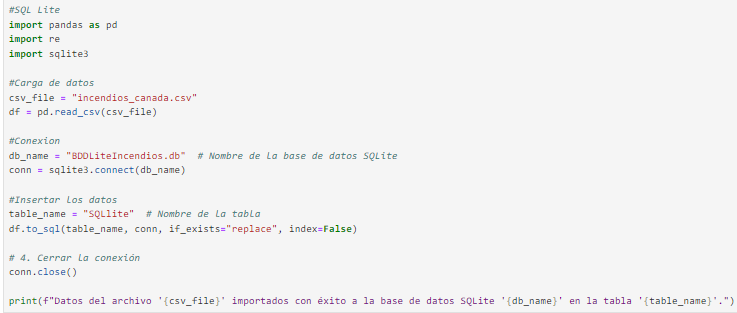 #SQL Lite
import pandas as pd
import re
import sqlite3
#Carga de datos
csv_file = "incendios_canada.csv"
df = pd.read_csv(csv_file)
#Conexion
db_name = "BDDLiteIncendios.db"  # Nombre de la base de datos SQLite
conn = sqlite3.connect(db_name)
#Insertar los datos
table_name = "SQLlite"  # Nombre de la tabla
df.to_sql(table_name, conn, if_exists="replace", index=False)
# 4. Cerrar la conexión
conn.close()
print(f"Datos del archivo '{csv_file}' importados con éxito a la base de datos SQLite '{db_name}' en la tabla '{table_name}'.")